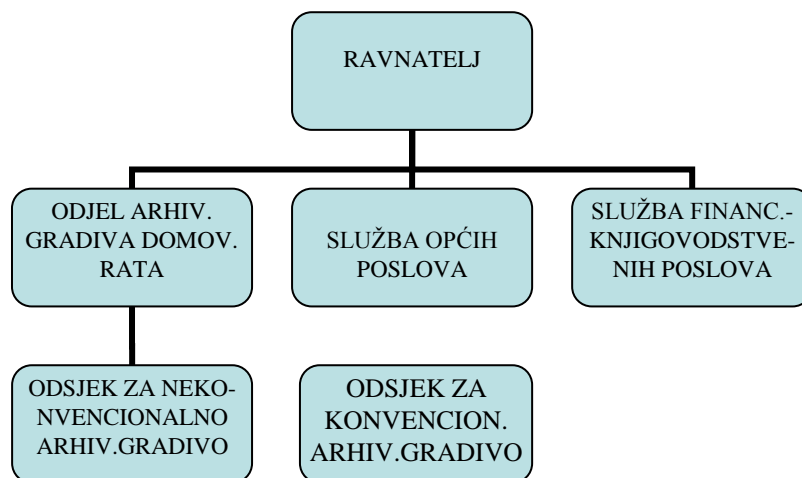 RAVNATELJ
ODJEL ARHIV.
GRADIVA DOMOV.
RATA
SLUŽBA OPĆIH
POSLOVA
SLUŽBA FINANC.-
KNJIGOVODSTVE-
NIH POSLOVA
ODSJEK ZA NEKO-
NVENCIONALNO
ARHIV.GRADIVO
ODSJEK ZA
KONVENCION.
ARHIV.GRADIVO